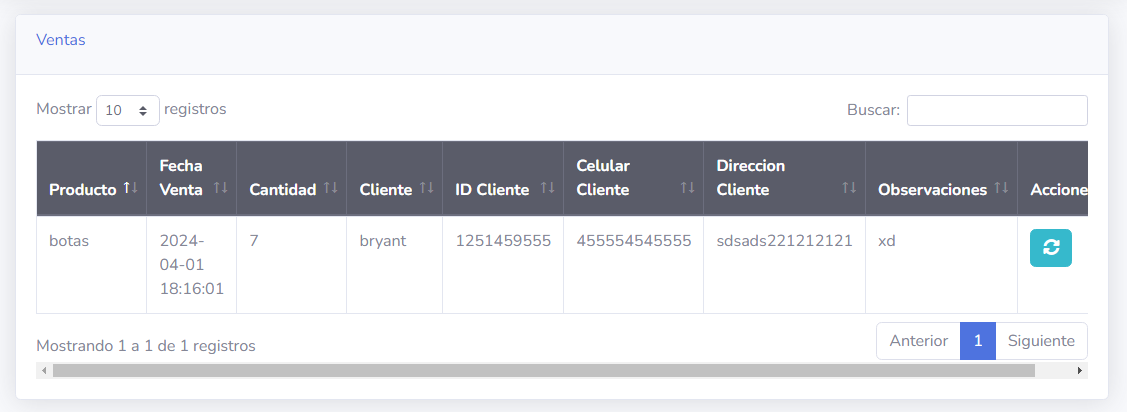 Ventas
Mostrar 10 registros
Buscar:
Producto Fecha Venta Cantidad Cliente ID Cliente Celular Cliente Direccion Cliente Observaciones Accione
botas 2024-04-01 18:16:01 7 bryant 1251459555 455554545555 sdsads221212121 xd
Mostrando 1 a 1 de 1 registros
Anterior 1 Siguiente